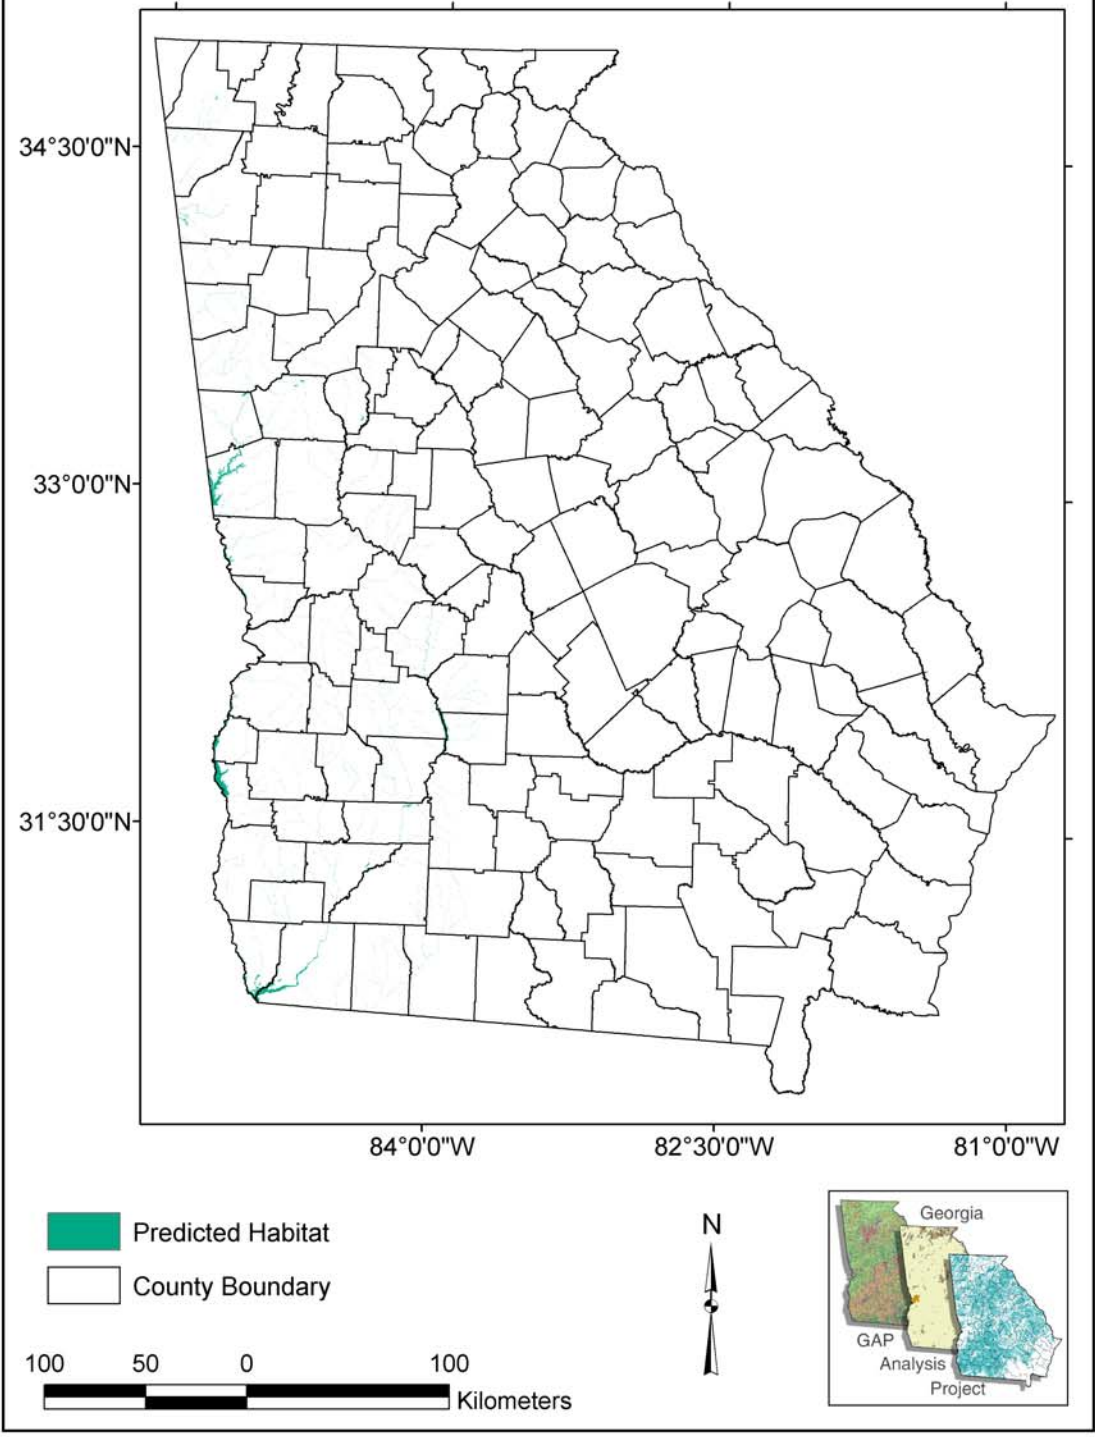 34°30'0"N
33°0'0"N
31°30'0"N
84°0'0"W
82°30'0"W
81°0'0"W
Predicted Habitat
County Boundary
100 50 0 100
Kilometers
N
Georgia
GAP
Analysis
Project